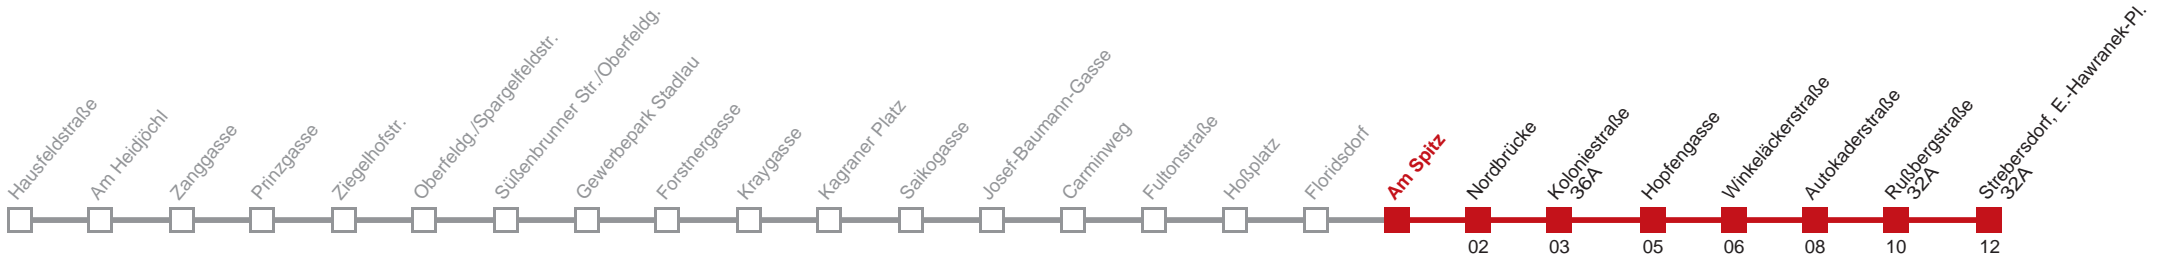 Hausfeldstraße
Am Heidjöchl
Zanggasse
Prinzgasse
Ziegelhofstr.
Oberfeldg./Spargelfeldstr.
Süßenbrunner Str./Oberfeldg.
Gewerbepark Stadlau
Forstnergasse
Kraygasse
Kagraner Platz
Saikogasse
Josef-Baumann-Gasse
Carminweg
Fultonstraße
Hoßplatz
Floridsdorf
Am Spitz
Nordbrücke
Koloniestraße
36A
Hopfengasse
Winkeläckerstraße
Autokaderstraße
Rußbergstraße
32A
Strebersdorf, E.-Hawranek-Pl.
32A
02 03 05 06 08 10 12